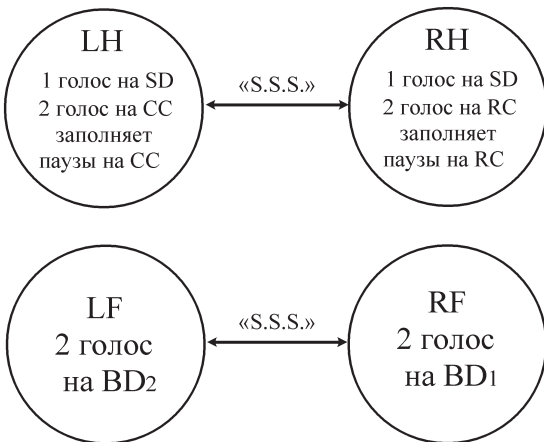 LH
1 голос на SD
2 голос на CC
заполняет
паузы на CC
«S.S.S.»
RH
1 голос на SD
2 голос на RC
заполняет
паузы на RC
LF
2 голос
на BD2
«S.S.S.»
RF
2 голос
на BD1